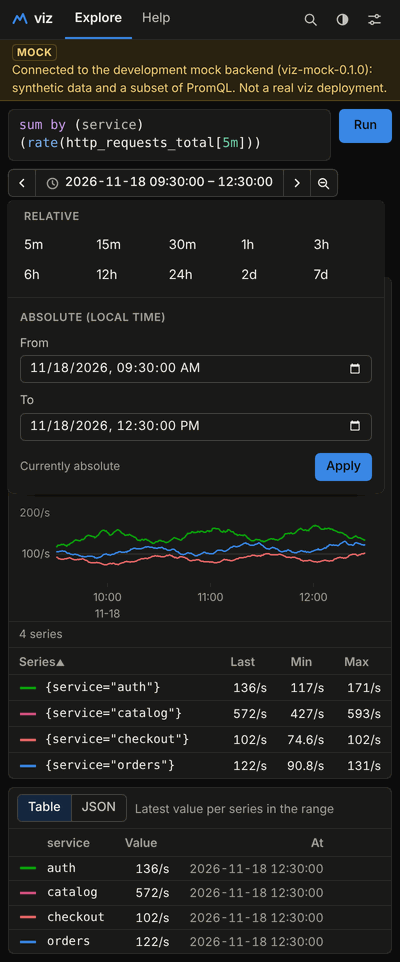 viz Explore Help
MOCK
Connected to the development mock backend (viz-mock-0.1.0):
synthetic data and a subset of PromQL. Not a real viz deployment.
sum by (service)
(rate(http_requests_total[5m]))
Run
2026-11-18 09:30:00 – 12:30:00
RELATIVE
5m 15m 30m 1h 3h
6h 12h 24h 2d 7d
ABSOLUTE (LOCAL TIME)
From
11/18/2026, 09:30:00 AM
To
11/18/2026, 12:30:00 PM
Currently absolute Apply
200/s
100/s
10:00 11:00 12:00
11-18
4 series
Series▲ Last Min Max
{service="auth"} 136/s 117/s 171/s
{service="catalog"} 572/s 427/s 593/s
{service="checkout"} 102/s 74.6/s 102/s
{service="orders"} 122/s 90.8/s 131/s
Table JSON Latest value per series in the range
service Value At
auth 136/s 2026-11-18 12:30:00
catalog 572/s 2026-11-18 12:30:00
checkout 102/s 2026-11-18 12:30:00
orders 122/s 2026-11-18 12:30:00